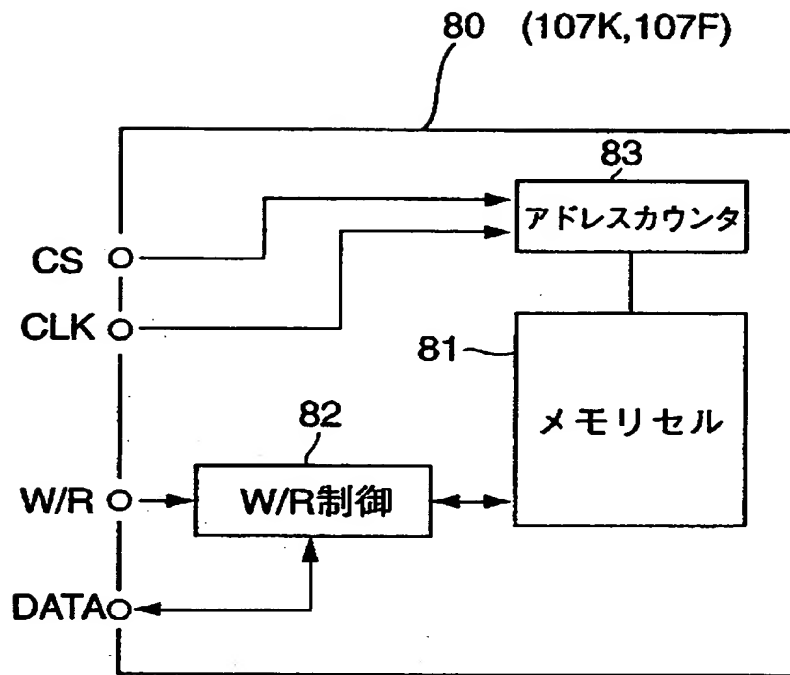 80 (107K,107F)
83
アドレスカウンタ
CS
CLK
81
メモリセル
82
W/R
W/R制御
DATA